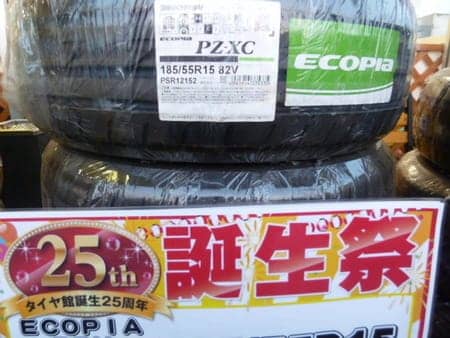 ECOPIA PZ-XC
185/55R15 82V
PSR12152
ECOPIA
25th
タイヤ館誕生25周年
誕生祭
ECOPIA
R15